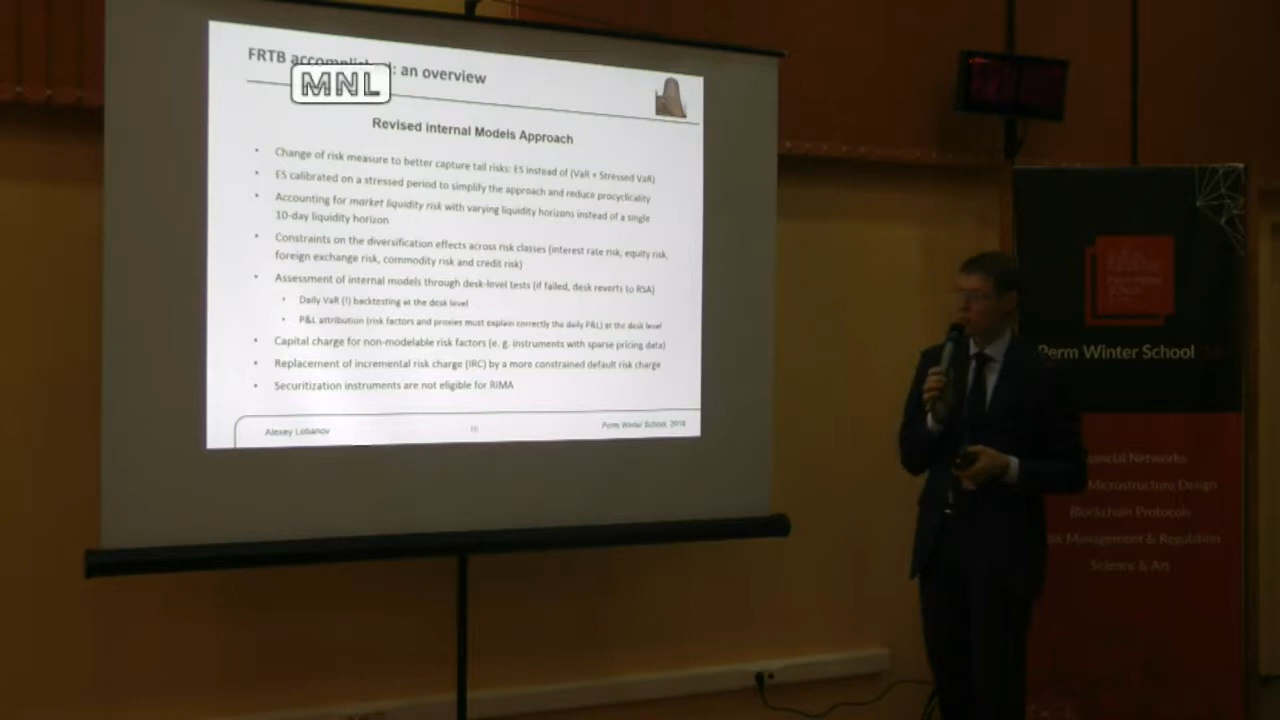 FRTB accomplished: an overview
MNL
Revised Internal Models Approach
• Change of risk measure to better capture tail risks: ES instead of (VaR + Stressed VaR)
• ES calibrated on a stressed period to simplify the approach and reduce procyclicality
• Accounting for market liquidity risk with varying liquidity horizons instead of a single
10-day liquidity horizon
• Constraints on the diversification effects across risk classes (interest rate risk, equity risk,
foreign exchange risk, commodity risk and credit risk)
• Assessment of internal models through desk-level tests (if failed, desk reverts to RSA)
• Daily VaR (!) backtesting at the desk level
• P&L attribution (risk factors and proxies must explain correctly the daily P&L) at the desk level
• Capital charge for non-modelable risk factors (e. g. instruments with sparse pricing data)
• Replacement of incremental risk charge (IRC) by a more constrained default risk charge
• Securitization instruments are not eligible for RIMA
Alexey Lobanov
16
Perm Winter School, 2016
Perm Winter School
Financial Networks
Microstructure Design
Blockchain Protocols
Risk Management & Regulation
Science & Art